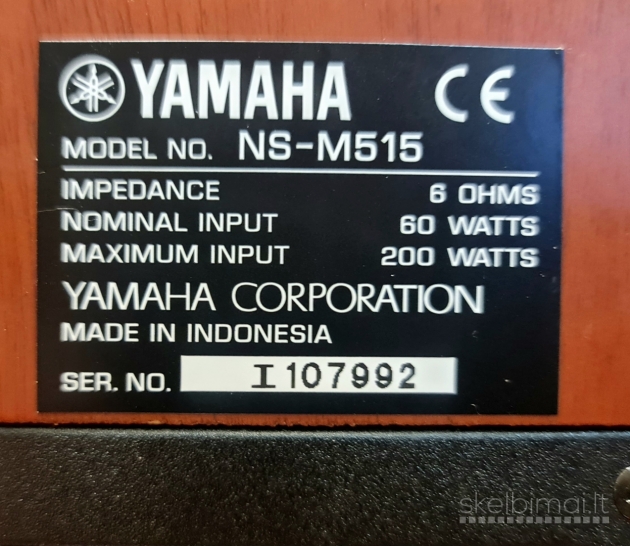 YAMAHA CE
MODEL NO. NS-M515
IMPEDANCE 6 OHMS
NOMINAL INPUT 60 WATTS
MAXIMUM INPUT 200 WATTS
YAMAHA CORPORATION
MADE IN INDONESIA
SER. NO. I107992
skelbimai.lt